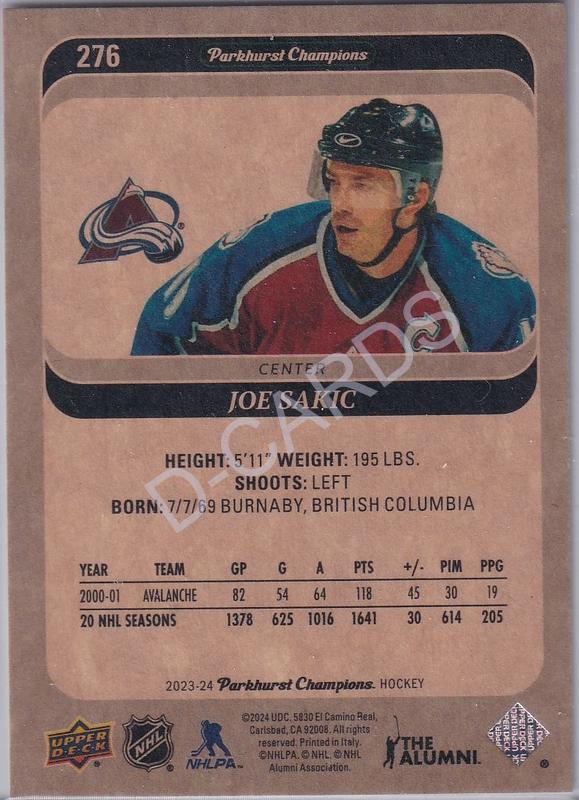 276
Parkhurst Champions
A
C
CENTER
JOE SAKIC
D-CARDS
HEIGHT: 5'11" WEIGHT: 195 LBS.
SHOOTS: LEFT
BORN: 7/7/69 BURNABY, BRITISH COLUMBIA
YEAR TEAM GP G A PTS +/- PIM PPG
2000-01 AVALANCHE 82 54 64 118 45 30 19
20 NHL SEASONS 1378 625 1016 1641 30 614 205
2023-24 Parkhurst Champions HOCKEY
UPPER DECK
NHL
NHLPA
©2024 UDC. 5830 El Camino Real,
Carlsbad, CA 92008. All rights
reserved. Printed in Italy.
©NHLPA. © NHL. © NHL
Alumni Association.
THE
ALUMNI
UPPER DECK